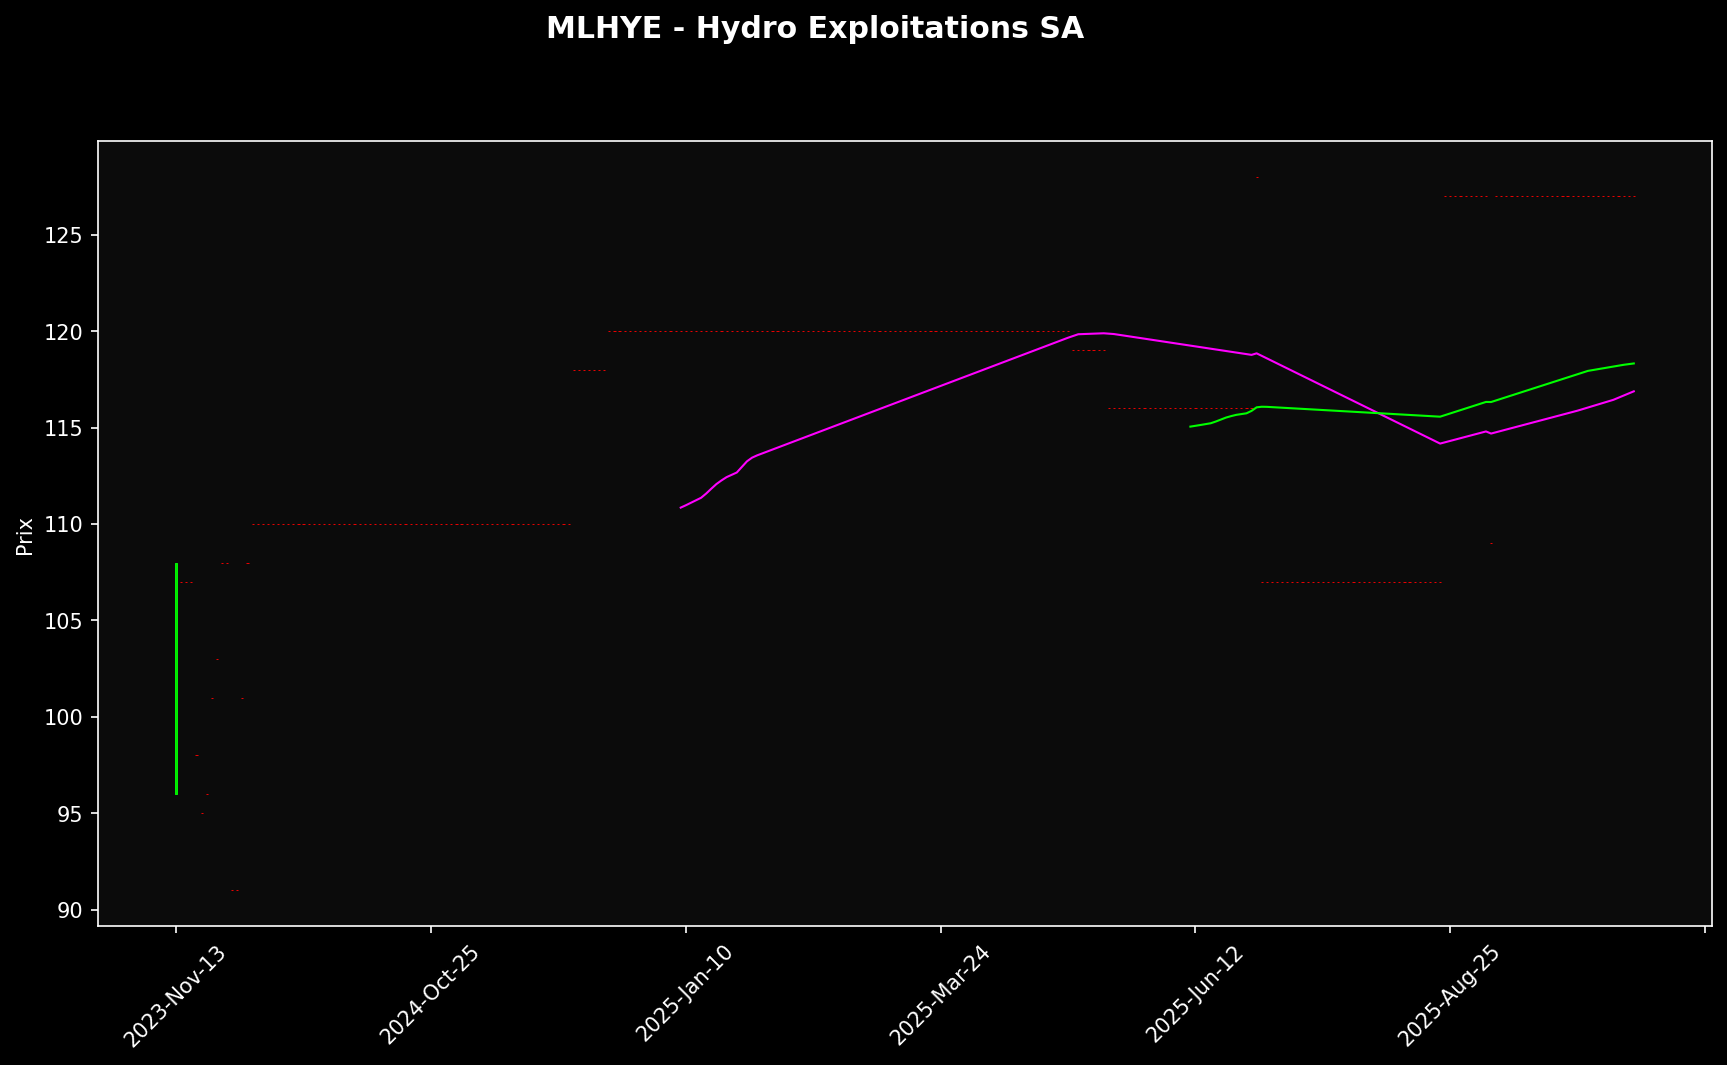 MLHYE - Hydro Exploitations SA
125
120
115
110
105
100
95
90
Prix
2023-Nov-13
2024-Oct-25
2025-Jan-10
2025-Mar-24
2025-Jun-12
2025-Aug-25